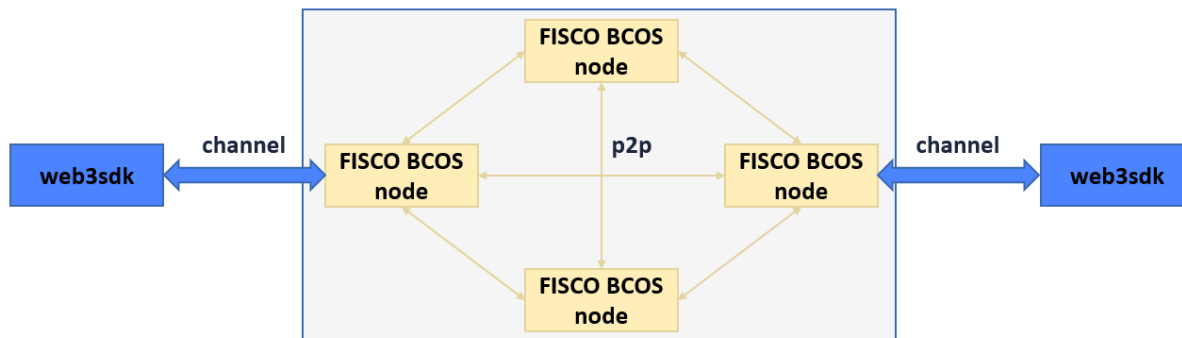 FISCO BCOS
node
channel
p2p
channel
web3sdk
FISCO BCOS
node
FISCO BCOS
node
web3sdk
FISCO BCOS
node